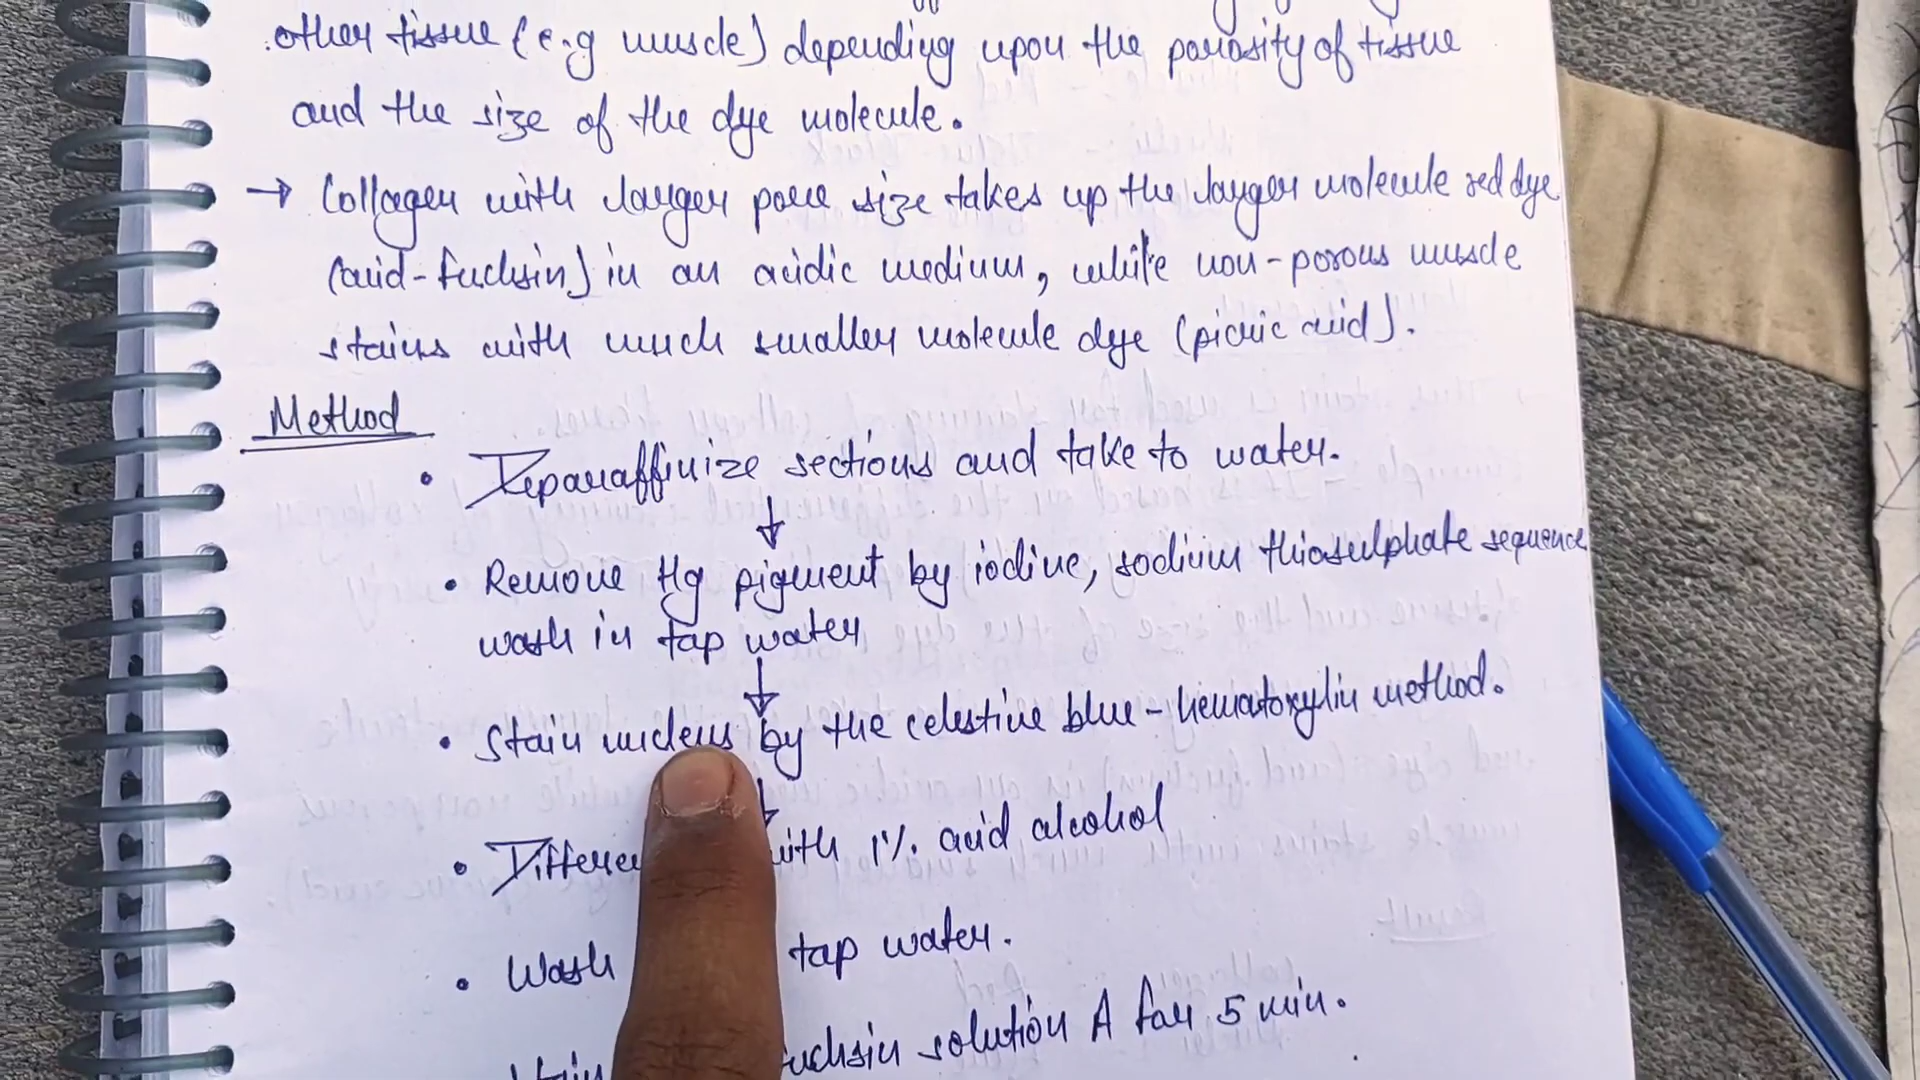 other tissue (e.g muscle) depending upon the porosity of tissue
and the size of the dye molecule.
→ Collagen with larger pore size takes up the larger molecule red dye
(acid-fuchsin) in an acidic medium, while non-porous muscle
stains with much smaller molecule dye (picric acid).
Method
• Deparaffinize sections and take to water.
↓
• Remove Hg pigment by iodine, sodium thiosulphate sequence
wash in tap water
↓
• Stain nucleus by the celestine blue - hematoxylin method.
• with 1% acid alcohol
• Wash tap water.
solution A for 5 min.